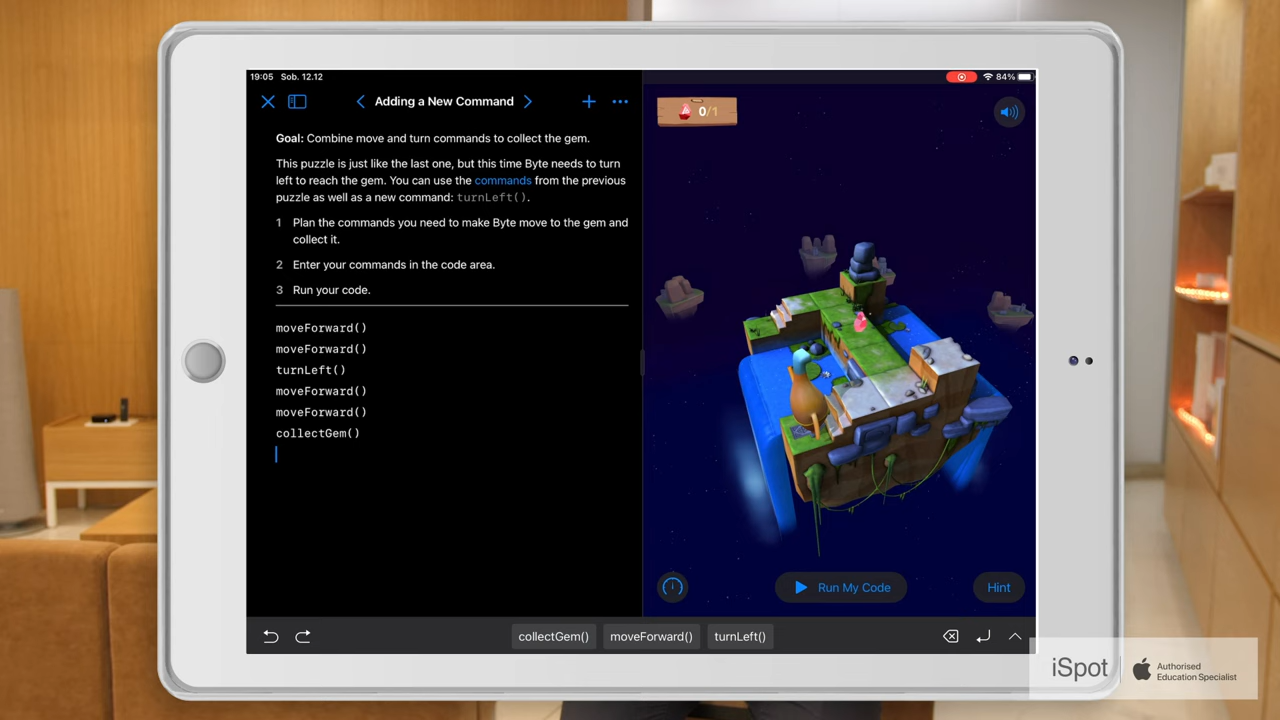 19:05 Sob. 12.12
84%
Adding a New Command
0/1
Goal: Combine move and turn commands to collect the gem.
This puzzle is just like the last one, but this time Byte needs to turn
left to reach the gem. You can use the commands from the previous
puzzle as well as a new command: turnLeft().
1 Plan the commands you need to make Byte move to the gem and
collect it.
2 Enter your commands in the code area.
3 Run your code.
moveForward()
moveForward()
turnLeft()
moveForward()
moveForward()
collectGem()
Run My Code
Hint
collectGem() moveForward() turnLeft()
iSpot
Authorised
Education Specialist